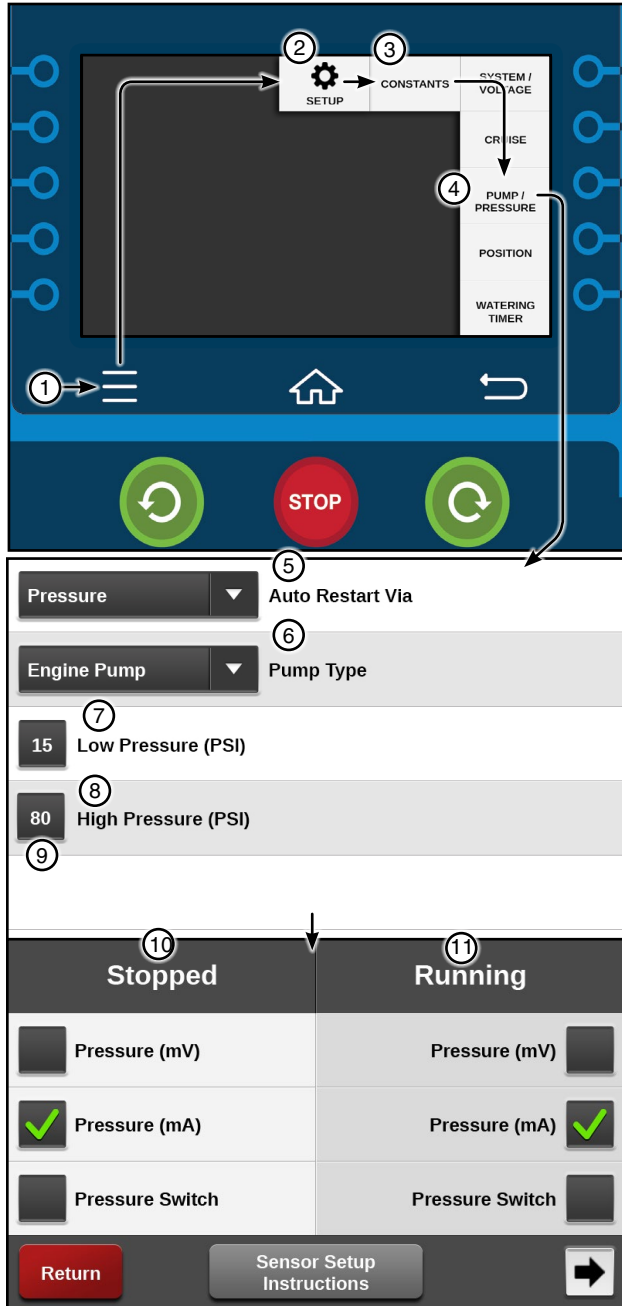 2
3
SETUP
CONSTANTS
SYSTEM /
VOLTAGE
CRUISE
4
PUMP /
PRESSURE
POSITION
WATERING
TIMER
1
STOP
5
Pressure
Auto Restart Via
6
Engine Pump
Pump Type
7
15
Low Pressure (PSI)
8
80
High Pressure (PSI)
9
10
11
Stopped
Running
Pressure (mV)
Pressure (mV)
Pressure (mA)
Pressure (mA)
Pressure Switch
Pressure Switch
Return
Sensor Setup
Instructions